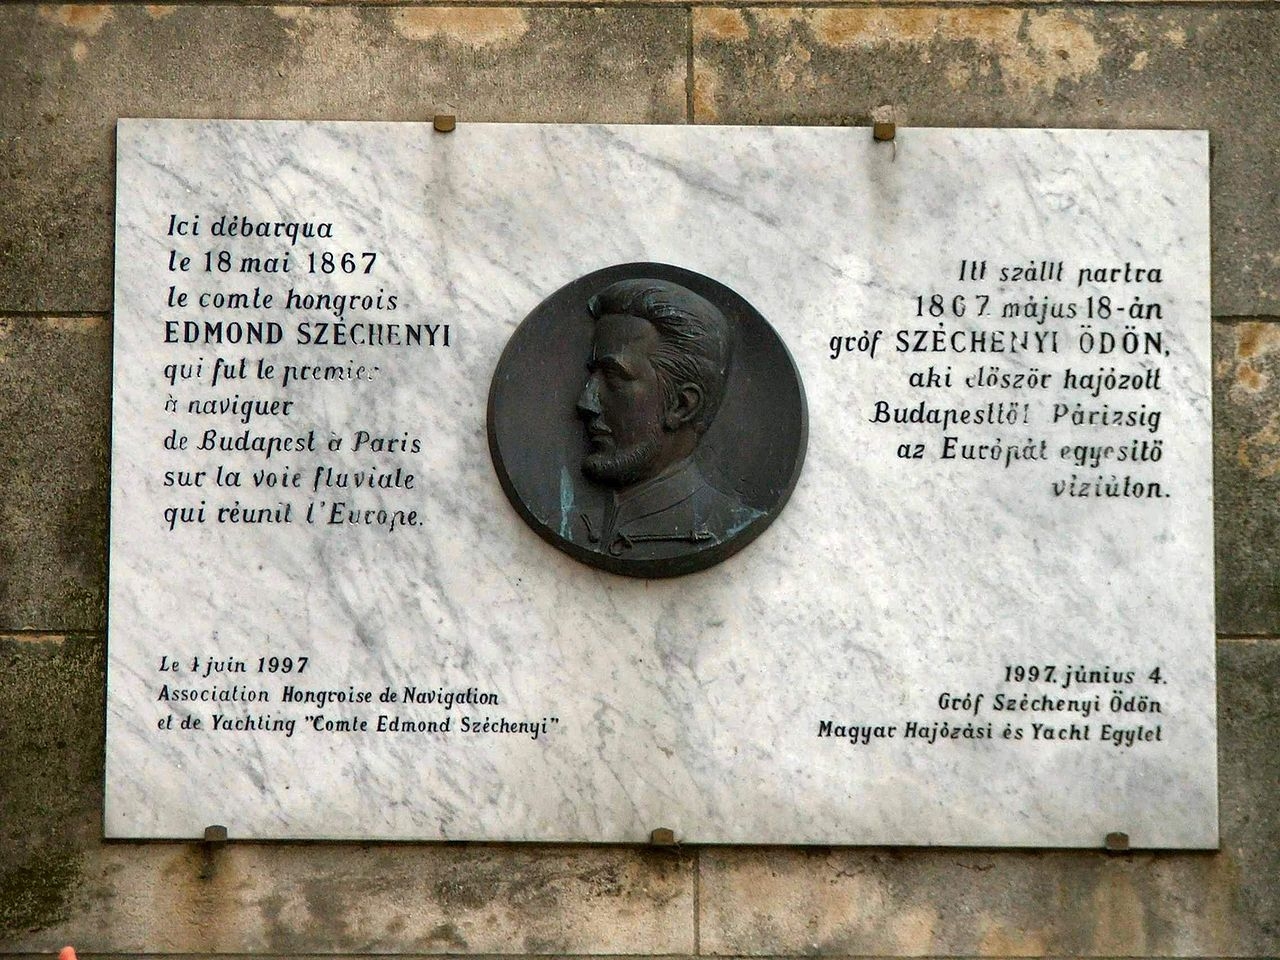 Ici débarqua
le 18 mai 1867
le comte hongrois
EDMOND SZÉCHENYI
qui fut le premier
à naviguer
de Budapest à Paris
sur la voie fluviale
qui réunit l'Europe.
Le 4 juin 1997
Association Hongroise de Navigation
et de Yachting "Comte Edmond Széchenyi"
Itt szállt partra
1867. május 18-án
gróf SZÉCHENYI ÖDÖN,
aki először hajózott
Budapesttől Párizsig
az Európát egyesítő
víziúton.
1997. június 4.
Gróf Széchenyi Ödön
Magyar Hajózási és Yacht Egylet